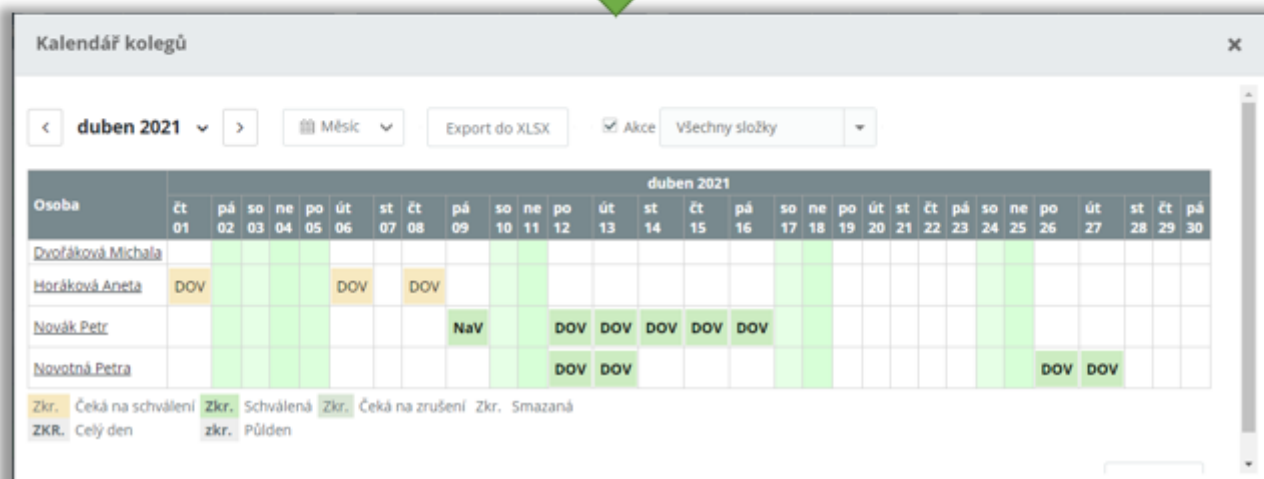 Kalendář kolegů ×
< duben 2021 > Měsíc Export do XLSX Akce Všechny složky
duben 2021
Osoba čt pá so ne po út st čt pá so ne po út st čt pá so ne po út st čt pá so ne po út st čt pá
01 02 03 04 05 06 07 08 09 10 11 12 13 14 15 16 17 18 19 20 21 22 23 24 25 26 27 28 29 30
Dvořáková Michala
Horáková Aneta DOV DOV DOV
Novák Petr NaV DOV DOV DOV DOV DOV
Novotná Petra DOV DOV DOV DOV
Zkr. Čeká na schválení Zkr. Schválená Zkr. Čeká na zrušení Zkr. Smazaná
ZKR. Celý den zkr. Půlden